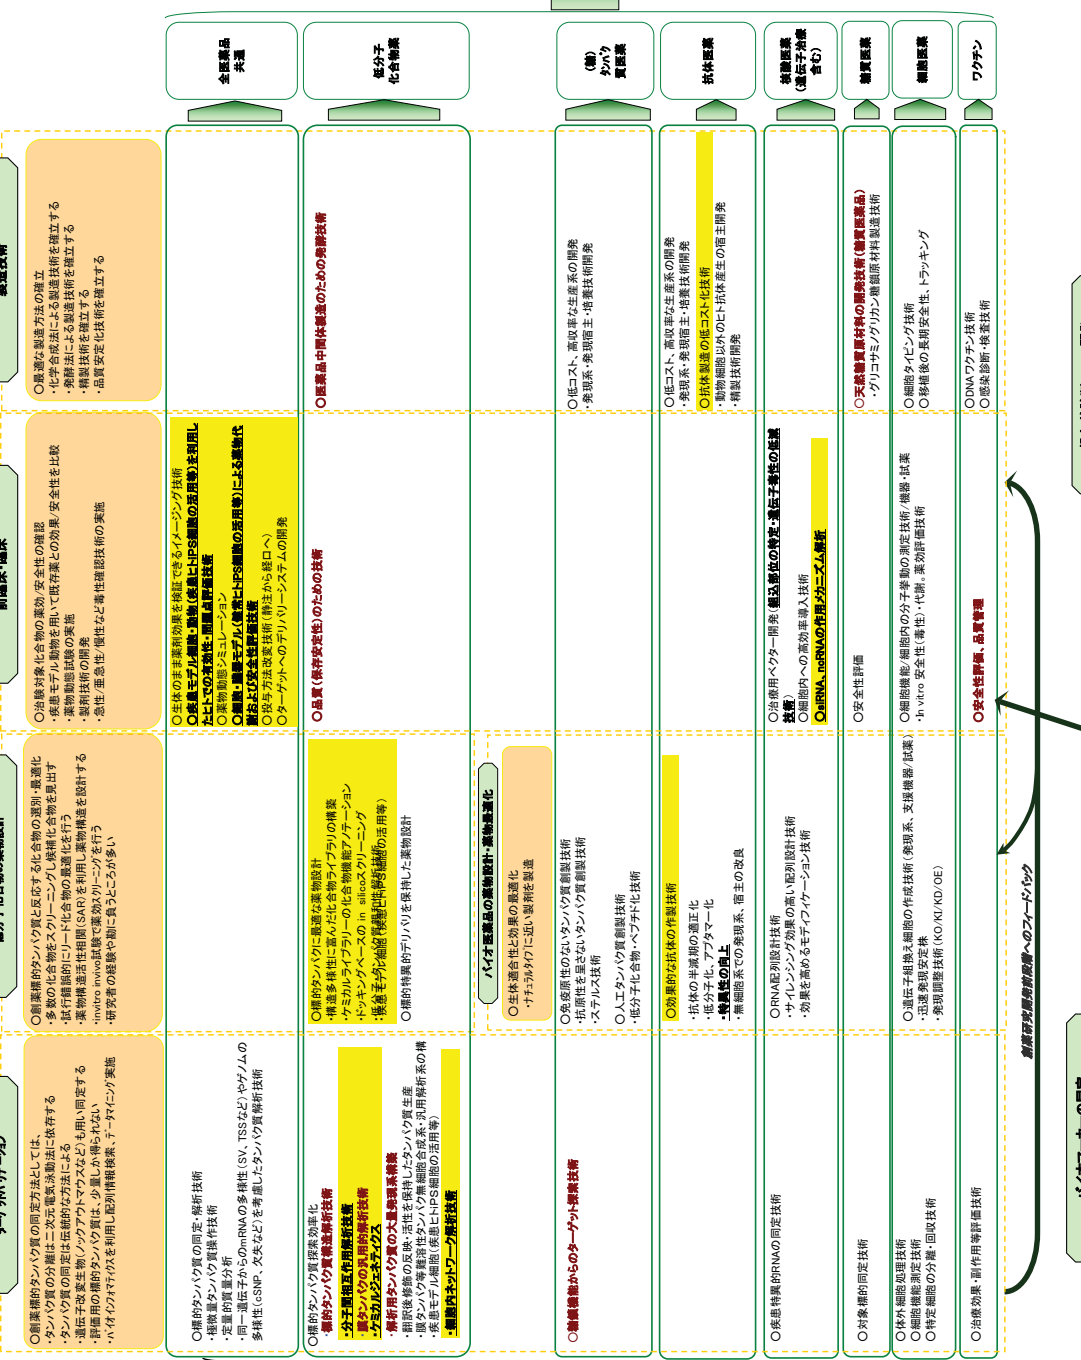 全医薬品
共通
低分子
化合物薬
(糖)
タンパク
質医薬
抗体医薬
核酸医薬
(遺伝子治療
含む)
糖質医薬
細胞医薬
ワクチン
製造技術
○最適な製造方法の確立
・化学合成法による製造技術を確立する
・発酵法による製造技術を確立する
・精製技術を確立する
・品質安定化技術を確立する
○医薬品中間体製造のための発酵技術
○低コスト、高収率な生産系の開発
・発現系・発現宿主・培養技術開発
○低コスト、高収率な生産系の開発
・発現系・発現宿主・培養技術開発
○抗体製造の低コスト化技術
・動物細胞以外のヒト抗体産生の宿主開発
・精製技術開発
○天然糖質原材料の開発技術(糖質医薬品)
・グリコサミノグリカン糖鎖原材料製造技術
○細胞タイピング技術
○移植後の長期安全性、トラッキング
○DNAワクチン技術
○感染診断・検査技術
前臨床・臨床
○治験対象化合物の薬効/安全性の確認
・疾患モデル動物を用いて既存薬との効果/安全性を比較
・薬物動態試験の実施
・製剤技術の開発
・急性/亜急性/慢性など毒性確認技術の実施
○生体のまま薬剤効果を検証できるイメージング技術
○疾患モデル細胞・動物(疾患ヒトiPS細胞の活用等)を利用し
たヒトでの有効性・問題点評価技術
○薬物動態シミュレーション
○細胞・臓器モデル(健常ヒトiPS細胞の活用等)による薬物代
謝および安全性評価技術
○投与方法改変技術(静注から経口へ)
○ターゲットへのデリバリーシステムの開発
○品質(保存安定性)のための技術
○治療用ベクター開発(組込部位の特定・遺伝子毒性の低減
技術)
○細胞内への高効率導入技術
○siRNA、ncRNAの作用メカニズム解析
○安全性評価
○細胞機能/細胞内の分子挙動の測定技術/機器・試薬
・In vitro 安全性(毒性)・代謝。薬効評価技術
○安全性評価、品質管理
○創薬標的タンパク質と反応する化合物の選別・最適化
・多数の化合物をスクリーニングし候補化合物を見出す
・試行錯誤的にリード化合物の最適化を行う
・薬物構造活性相関(SAR)を利用し薬物構造を設計する
・invitro invivo試験で薬効スクリーニングを行う
・研究者の経験や勘に負うところが多い
○標的タンパクに最適な薬物設計
・構造多様性に富んだ化合物ライブラリの構築
・ケミカルライブラリーの化合物機能アノテーション
・ドッキングベースの in silicoスクリーニング
・低分子－タンパク質親和性解析技術
・疾患モデル細胞(疾患ヒトiPS細胞の活用等)
○標的特異的デリバリを保持した薬物設計
バイオ医薬品の薬物設計・薬物最適化
○生体適合性と効果の最適化
・ナチュラルタイプに近い製剤を製造
○免疫原性のないタンパク質創製技術
・抗原性を呈さないタンパク質創製技術
・ステルス技術
○人工タンパク質創製技術
・低分子化合物・ペプチド化技術
○効果的な抗体の作製技術
・抗体の半減期の適正化
・低分子化、アプタマー化
・特異性の向上
・無細胞系での発現系、宿主の改良
○RNA配列設計技術
・サイレンシング効果の高い配列設計技術
・効果を高めるモディフィケーション技術
○遺伝子組換え細胞の作成技術(発現系、支援機器/試薬)
・迅速発現安定株
・発現調整技術(KO/KI/KD/OE)
創薬研究開発前段階へのフィードバック
○創薬標的タンパク質の同定方法としては、
・タンパク質の分離は二次元電気泳動法に依存する
・タンパク質の同定は伝統的な方法による
・遺伝子改変生物(ノックアウトマウスなど)も用い同定する
・評価用の標的タンパク質は、少量しか得られない
・バイオインフォマティクスを利用し配列情報検索、データマイニング実施
○標的タンパク質の同定・解析技術
・極微量タンパク質操作技術
・定量的質量分析
・同一遺伝子からのmRNAの多様性(SV、TSSなど)やゲノムの
多様性(cSNP、欠失など)を考慮したタンパク質解析技術
○標的タンパク質探索効率化
・標的タンパク質構造解析技術
・分子間相互作用解析技術
・膜タンパクの汎用的解析技術
・ケミカルジェネティクス
・解析用タンパク質の大量発現系構築
・翻訳後修飾の反映・活性を保持したタンパク質生産
・膜タンパク等難溶性タンパク無細胞合成系・汎用解析系の構
・疾患モデル細胞(疾患ヒトiPS細胞の活用等)
・細胞内ネットワーク解析技術
○糖鎖機能からのターゲット探索技術
○疾患特異的RNAの同定技術
○対象標的同定技術
○体外細胞処理技術
○細胞機能測定技術
○特定細胞の分離・回収技術
○治療効果・副作用等評価技術